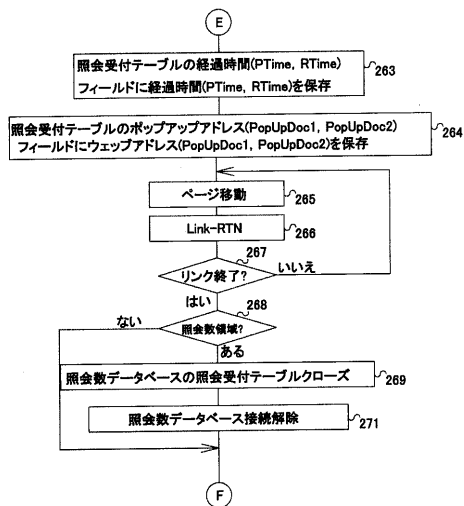 E
照会受付テーブルの経過時間(PTime, RTime)
フィールドに経過時間(PTime, RTime)を保存
263
照会受付テーブルのポップアップアドレス(PopUpDoc1, PopUpDoc2)
フィールドにウェッブアドレス(PopUpDoc1, PopUpDoc2)を保存
264
ページ移動
265
Link-RTN
266
267
リンク終了?
いいえ
はい
268
ない
照会数領域?
ある
照会数データベースの照会受付テーブルクローズ
269
照会数データベース接続解除
271
F